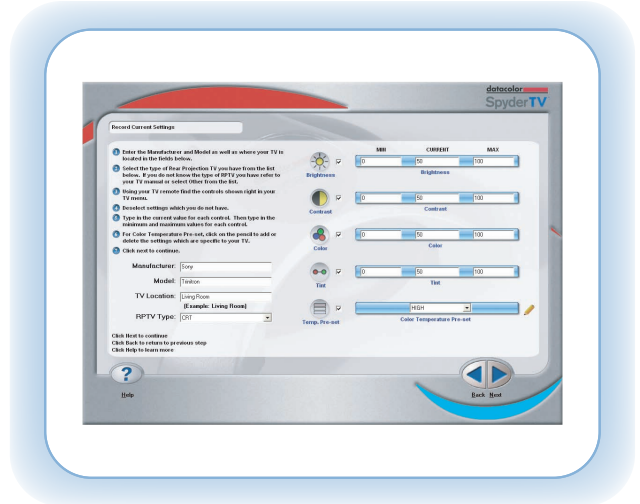 datacolor
SpyderTV
Record Current Settings
1 Enter the Manufacturer and Model as well as where your TV is
located in the fields below.
2 Select the type of Rear Projection TV you have from the list
below. If you do not know the type of RPTV you have refer to
your TV manual or select Other from the list.
3 Using your TV remote find the controls shown right in your
TV menu.
4 Deselect settings which you do not have.
5 Type in the current value for each control. Then type in the
minimum and maximum values for each control.
6 For Color Temperature Pre-set, click on the pencil to add or
delete the settings which are specific to your TV.
7 Click next to continue.
Manufacturer: Sony
Model: Trinitron
TV Location: Living Room
(Example: Living Room)
RPTV Type: CRT
Click Next to continue
Click Back to return to previous step
Click Help to learn more
MIN CURRENT MAX
Brightness 0 50 100
Brightness
Contrast 0 50 100
Contrast
Color 0 50 100
Color
Tint 0 50 100
Tint
Temp. Pre-set HIGH
Color Temperature Pre-set
?
Help
Back Next